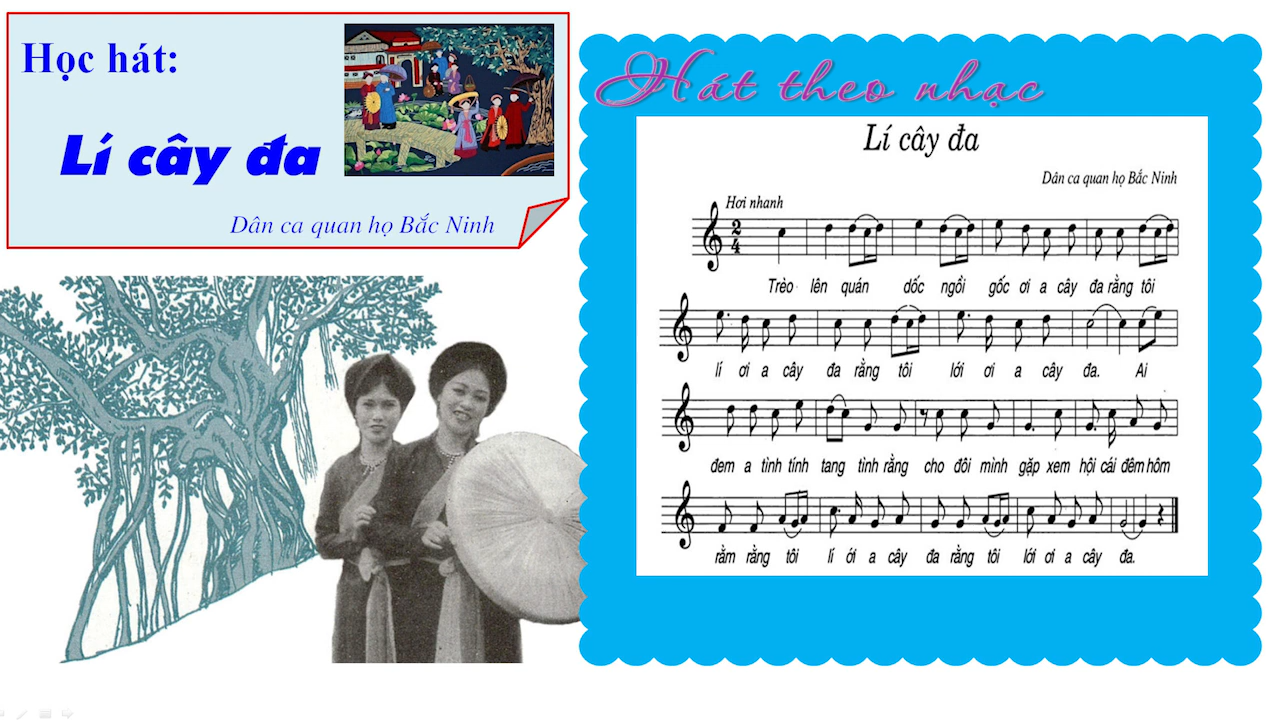 Học hát:
Lí cây đa
Dân ca quan họ Bắc Ninh
Hát theo nhạc
Lí cây đa
Dân ca quan họ Bắc Ninh
Hơi nhanh
2
4
Trèo lên quán dốc ngồi gốc ơi a cây đa rằng tôi
lí ơi a cây đa rằng tôi lới ơi a cây đa. Ai
đem a tình tính tang tình rằng cho đôi mình gặp xem hội cái đêm hôm
rằm rằng tôi lí ới a cây đa rằng tôi lới ơi a cây đa.